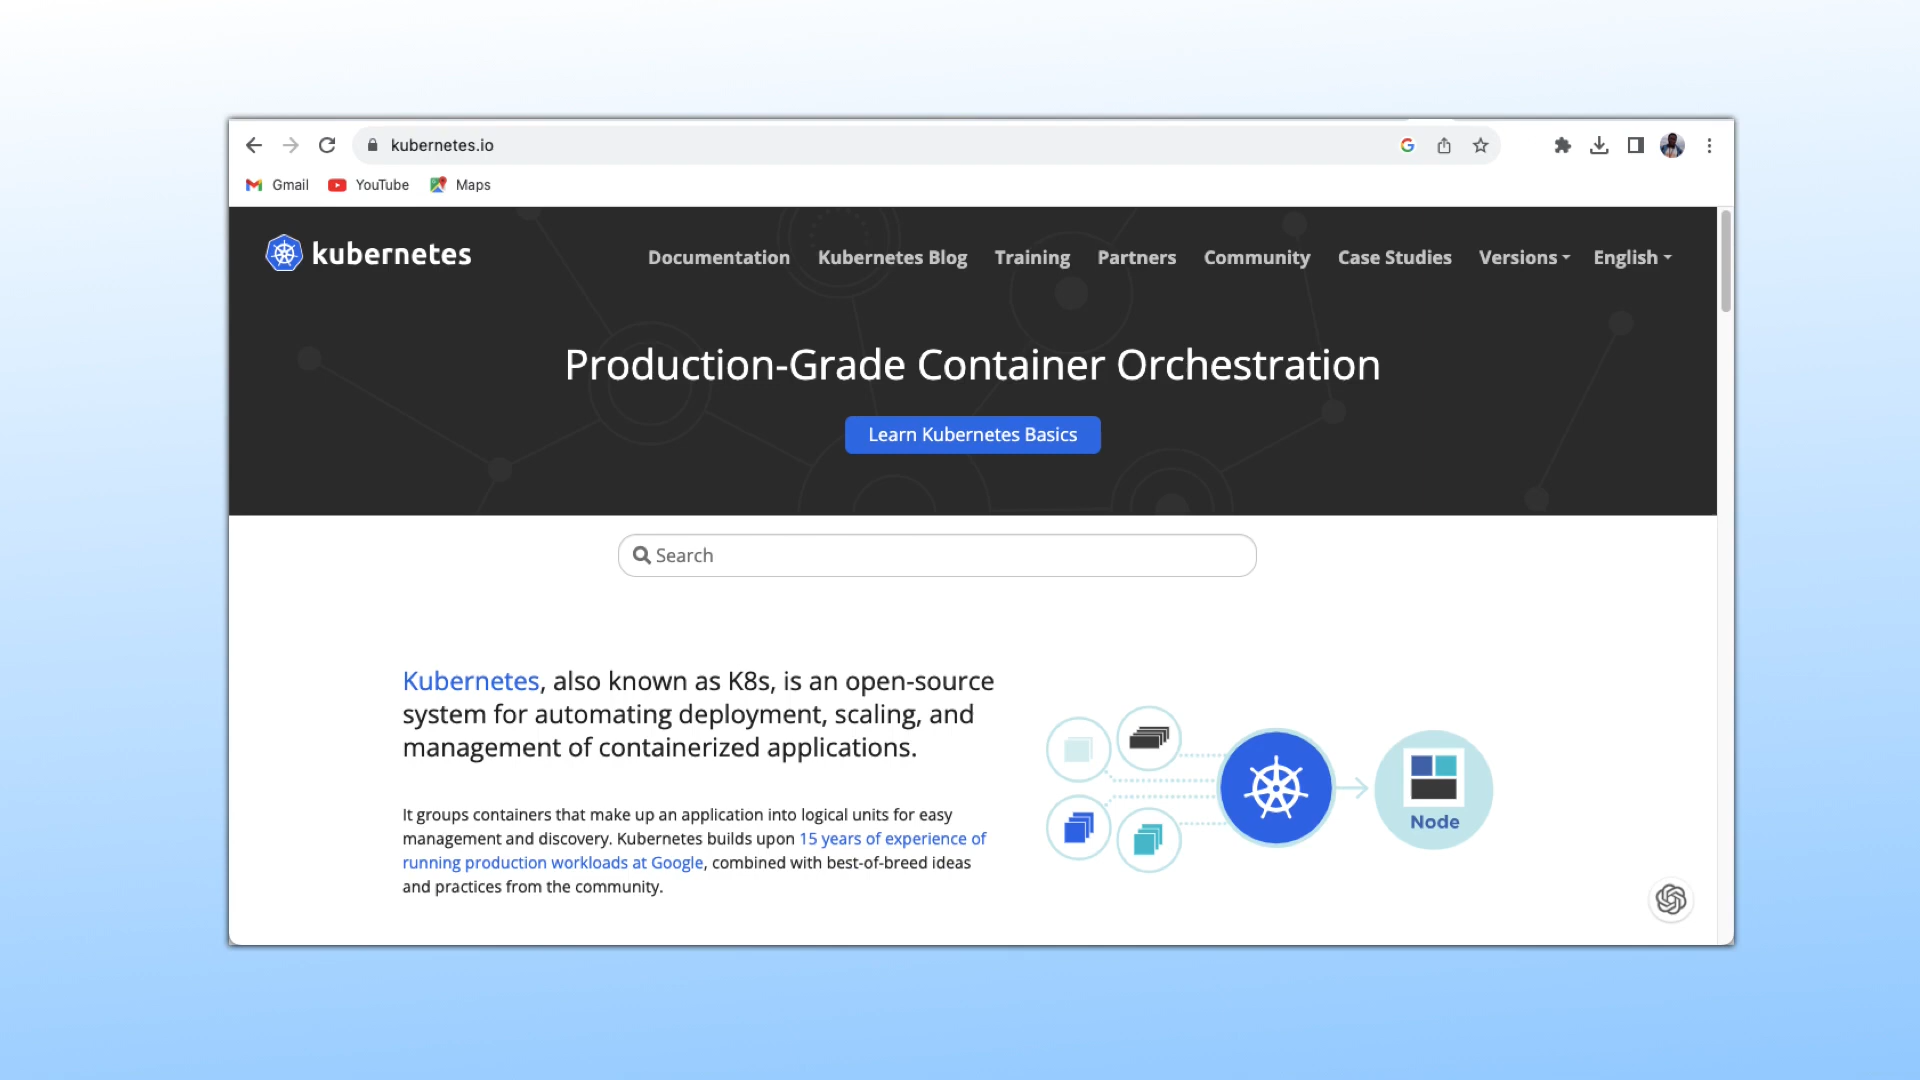 kubernetes.io
Gmail YouTube Maps
kubernetes
Documentation Kubernetes Blog Training Partners Community Case Studies Versions English
Production-Grade Container Orchestration
Learn Kubernetes Basics
Search
Kubernetes, also known as K8s, is an open-source
system for automating deployment, scaling, and
management of containerized applications.
It groups containers that make up an application into logical units for easy
management and discovery. Kubernetes builds upon 15 years of experience of
running production workloads at Google, combined with best-of-breed ideas
and practices from the community.
Node